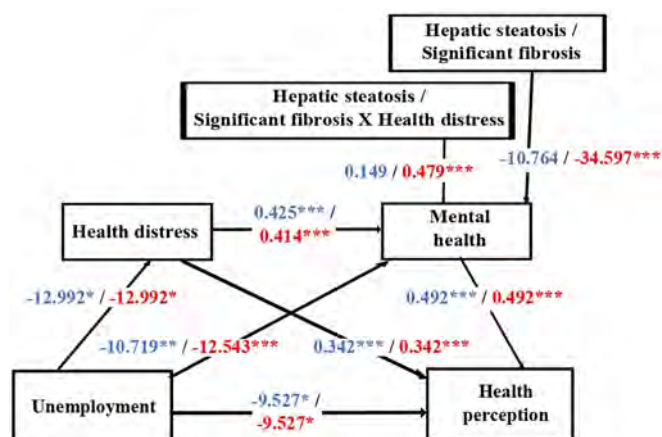 Hepatic steatosis /
Significant fibrosis
Hepatic steatosis /
Significant fibrosis X Health distress
0.149 / 0.479***
-10.764 / -34.597***
Health distress
0.425*** /
0.414***
Mental
health
-12.992* / -12.992*
0.492*** / 0.492***
-10.719** / -12.543***
0.342*** / 0.342***
Unemployment
-9.527* /
-9.527*
Health
perception